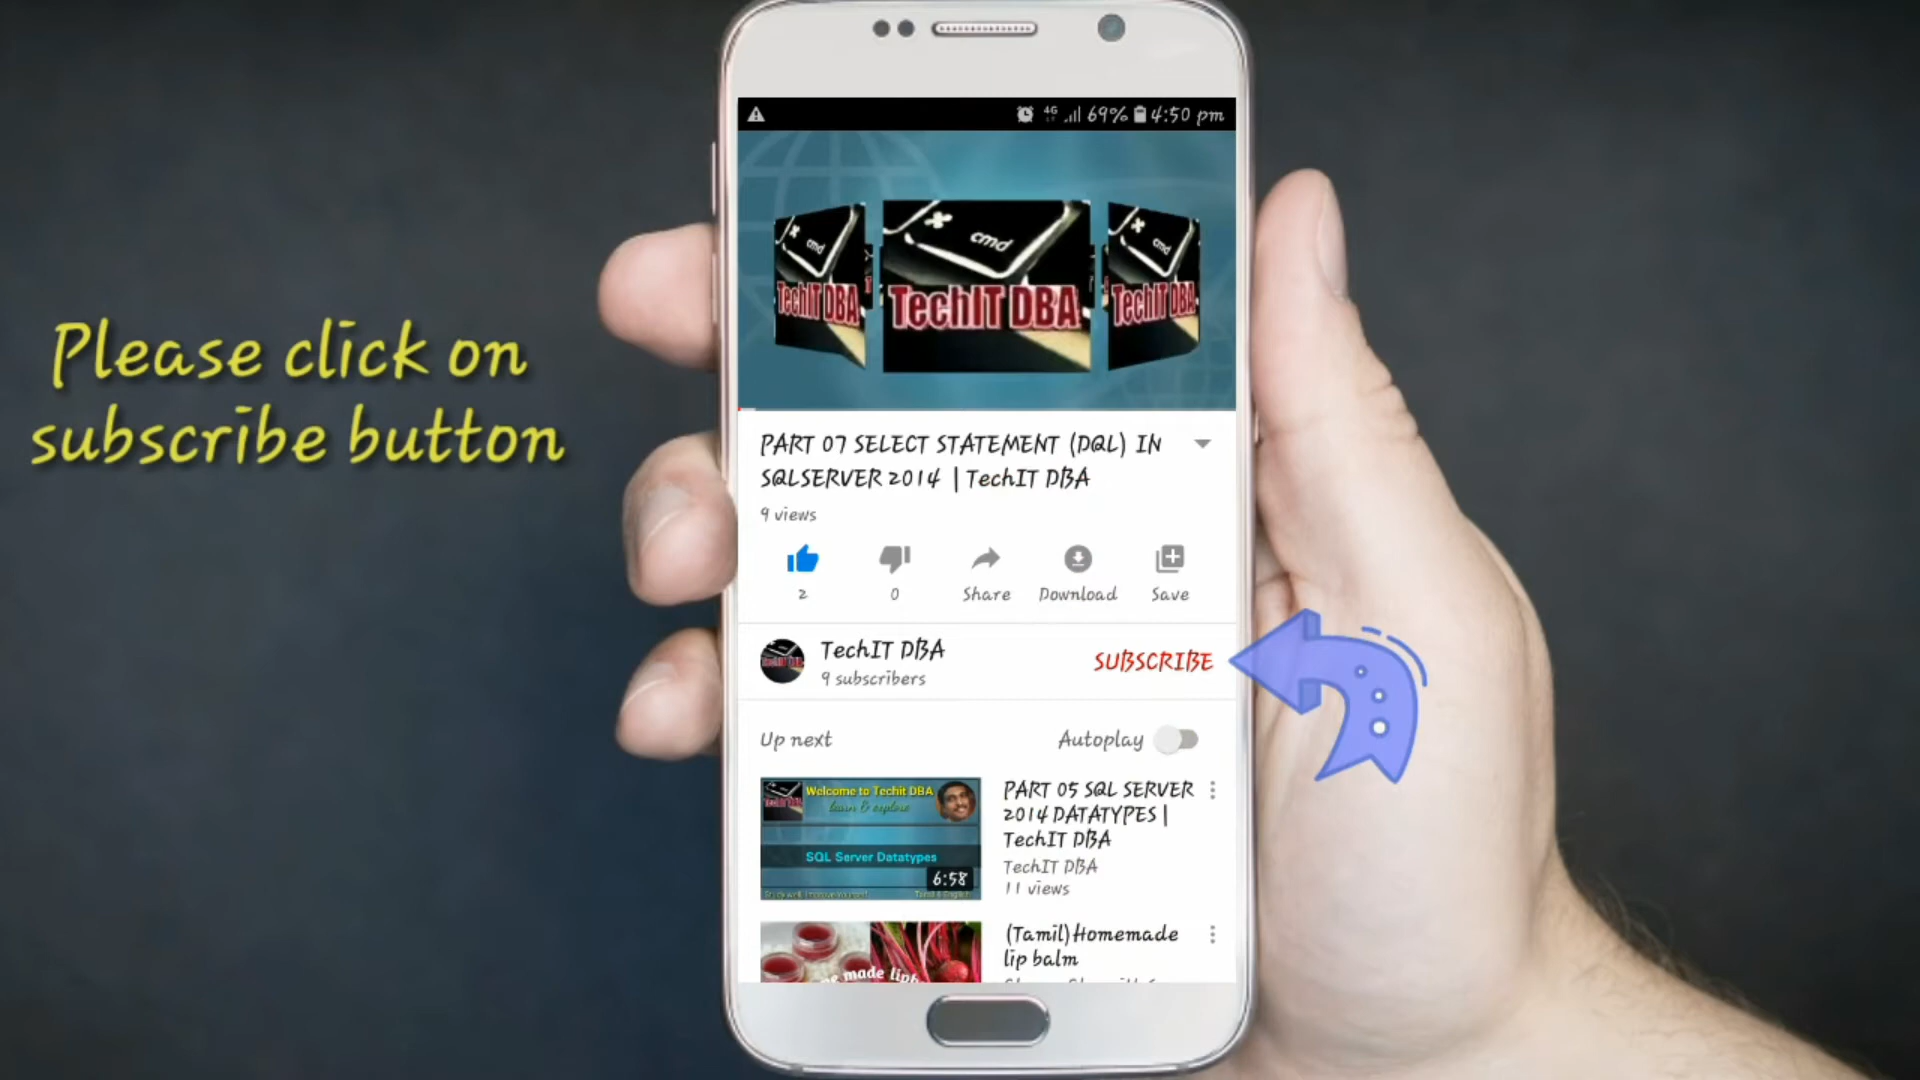 Please click on
subscribe button
4G 69% 4:50 pm
cmd
cmd
cmd
TechIT DBA
TechIT DBA
TechIT DBA
PART 07 SELECT STATEMENT (DQL) IN
SQLSERVER 2014 | TechIT DBA
9 views
2
0
Share
Download
Save
TechIT DBA
9 subscribers
SUBSCRIBE
Up next
Autoplay
Welcome to Techit DBA
learn & explore
SQL Server Datatypes
6:58
PART 05 SQL SERVER
2014 DATATYPES |
TechIT DBA
TechIT DBA
11 views
made
(Tamil)Homemade
lip balm